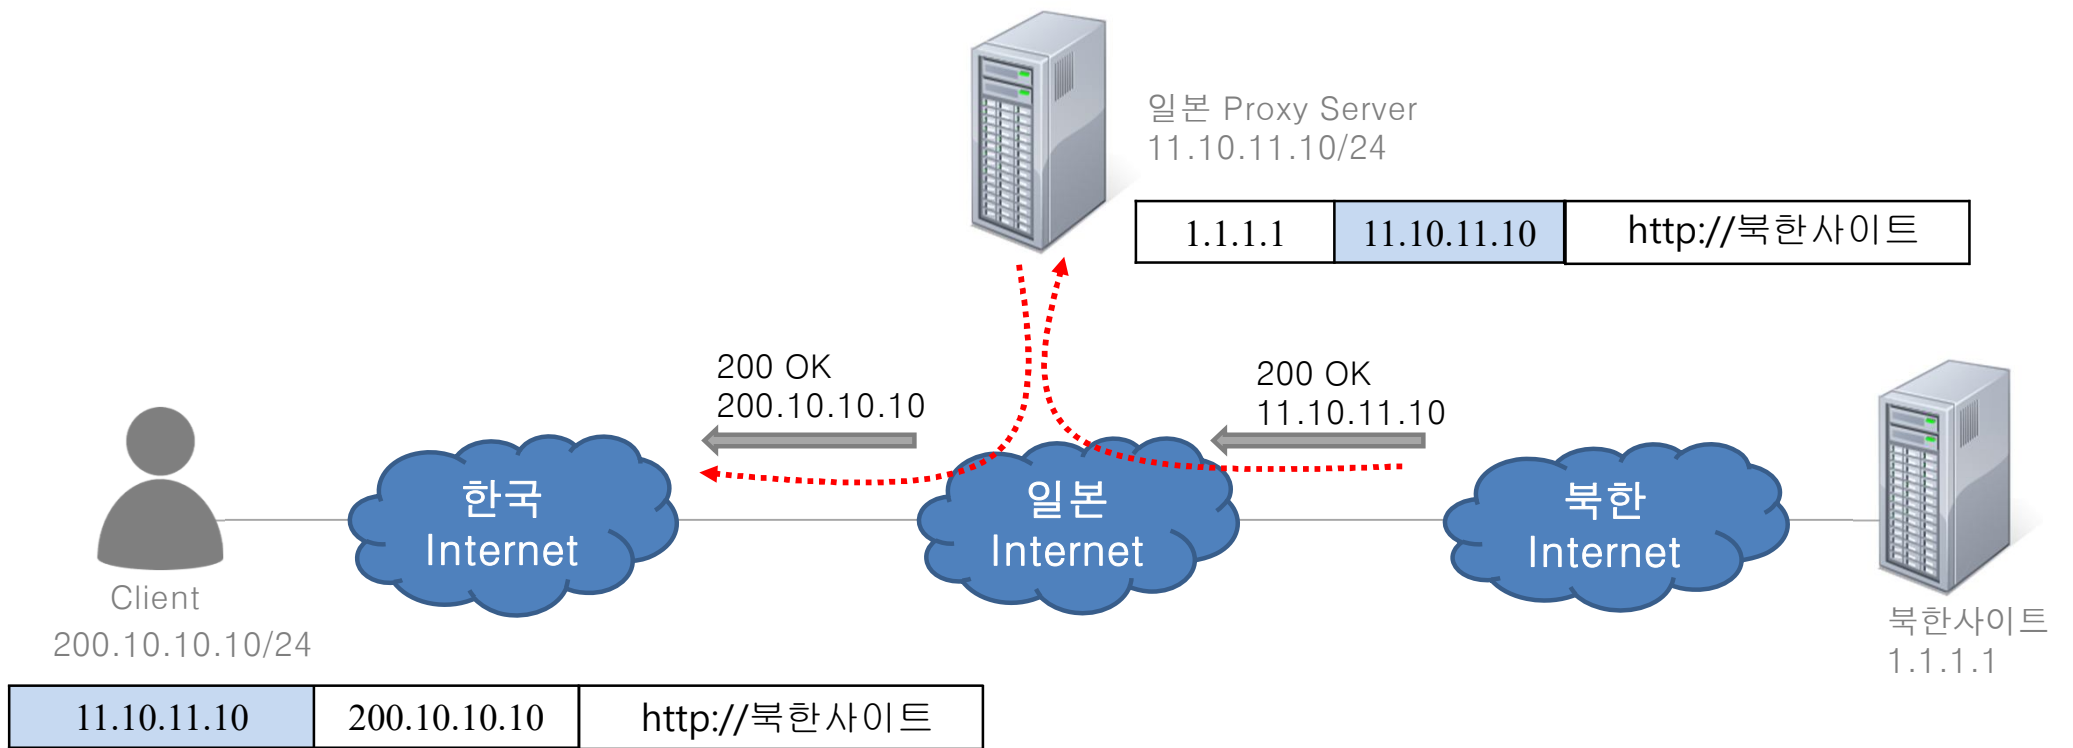 일본 Proxy Server
11.10.11.10/24
1.1.1.1 11.10.11.10 http://북한사이트
200 OK
200.10.10.10
200 OK
11.10.11.10
한국
Internet
일본
Internet
북한
Internet
Client
200.10.10.10/24
북한사이트
1.1.1.1
11.10.11.10 200.10.10.10 http://북한사이트